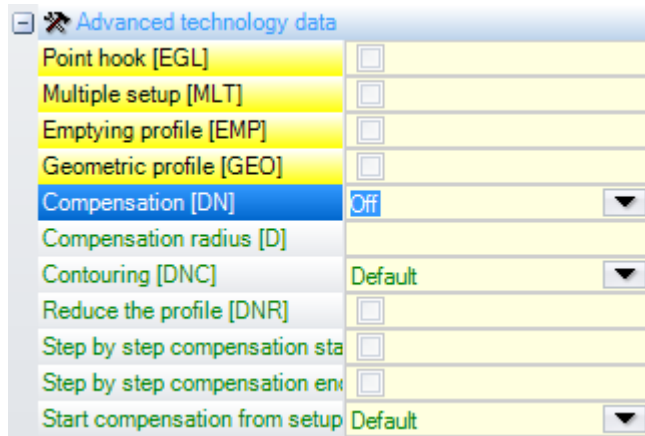 Advanced technology data
Point hook [EGL]
Multiple setup [MLT]
Emptying profile [EMP]
Geometric profile [GEO]
Compensation [DN] Off
Compensation radius [D]
Contouring [DNC] Default
Reduce the profile [DNR]
Step by step compensation sta
Step by step compensation en
Start compensation from setup Default